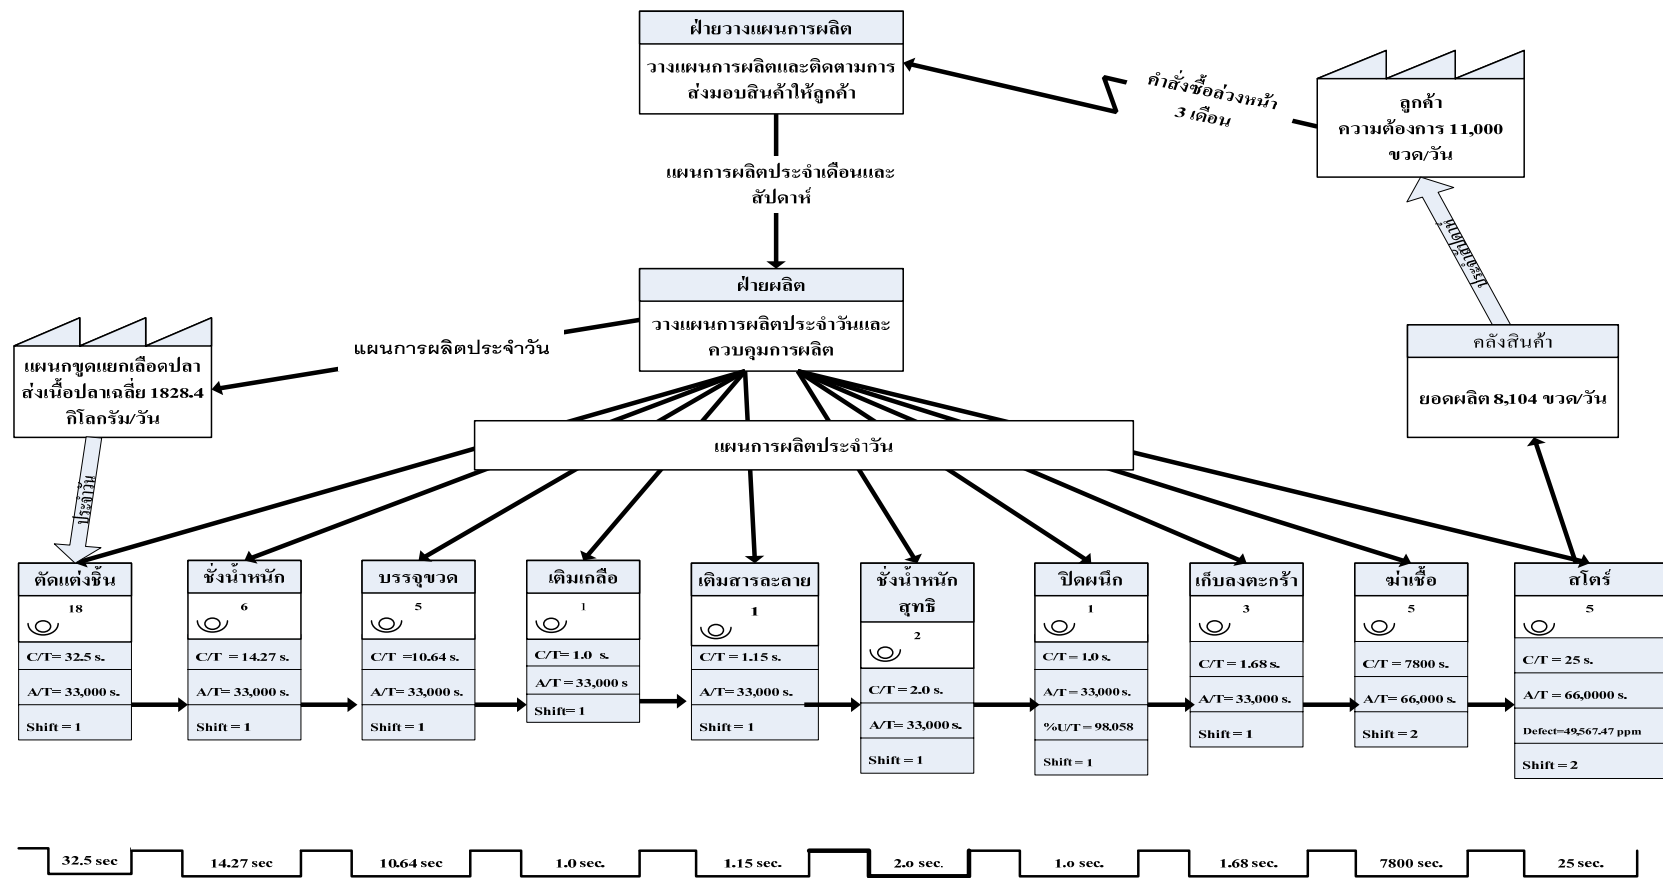 ฝ่ายวางแผนการผลิต
วางแผนการผลิตและติดตามการ
ส่งมอบสินค้าให้ลูกค้า
คำสั่งซื้อล่วงหน้า
3 เดือน
ลูกค้า
ความต้องการ 11,000
ขวด/วัน
แผนการผลิตประจำเดือนและ
สัปดาห์
ประจำสัปดาห์
ฝ่ายผลิต
วางแผนการผลิตประจำวันและ
ควบคุมการผลิต
แผนการผลิตประจำวัน
แผนกขูดแยกเลือดปลา
ส่งเนื้อปลาเฉลี่ย 1828.4
กิโลกรัม/วัน
คลังสินค้า
ยอดผลิต 8,104 ขวด/วัน
แผนการผลิตประจำวัน
ประจำวัน
ตัดแต่งชิ้น
18
C/T= 32.5 s.
A/T= 33,000 s.
Shift = 1
ชั่งน้ำหนัก
6
C/T =14.27 s.
A/T= 33,000 s.
Shift = 1
บรรจุขวด
5
C/T =10.64 s.
A/T= 33,000 s.
Shift = 1
เติมเกลือ
1
C/T= 1.0 s.
A/T = 33,000 s
Shift= 1
เติมสารละลาย
1
C/T = 1.15 s.
A/T= 33,000 s.
Shift = 1
ชั่งน้ำหนัก
สุทธิ
2
C/T = 2.0 s.
A/T= 33,000 s.
Shift = 1
ปิดผนึก
1
C/T = 1.0 s.
A/T = 33,000 s.
%U/T = 98.058
Shift = 1
เก็บลงตะกร้า
3
C/T = 1.68 s.
A/T =33,000 s.
Shift = 1
ฆ่าเชื้อ
5
C/T = 7800 s.
A/T= 66,000 s.
Shift = 2
สโตร์
5
C/T = 25 s.
A/T = 66,0000 s.
Defect=49,567.47 ppm
Shift = 2
32.5 sec
14.27 sec
10.64 sec
1.0 sec.
1.15 sec.
2.0 sec.
1.0 sec.
1.68 sec.
7800 sec.
25 sec.